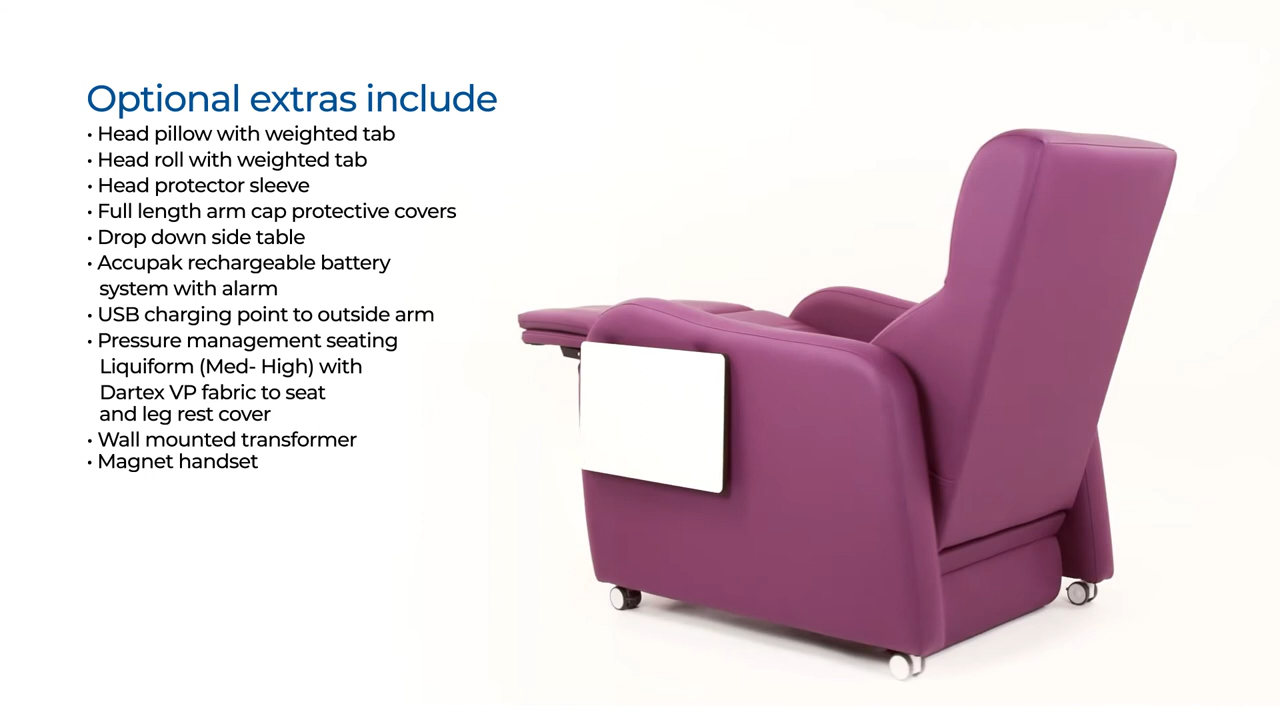 Optional extras include
• Head pillow with weighted tab
• Head roll with weighted tab
• Head protector sleeve
• Full length arm cap protective covers
• Drop down side table
• Accupak rechargeable battery
system with alarm
• USB charging point to outside arm
• Pressure management seating
Liquiform (Med- High) with
Dartex VP fabric to seat
and leg rest cover
• Wall mounted transformer
• Magnet handset